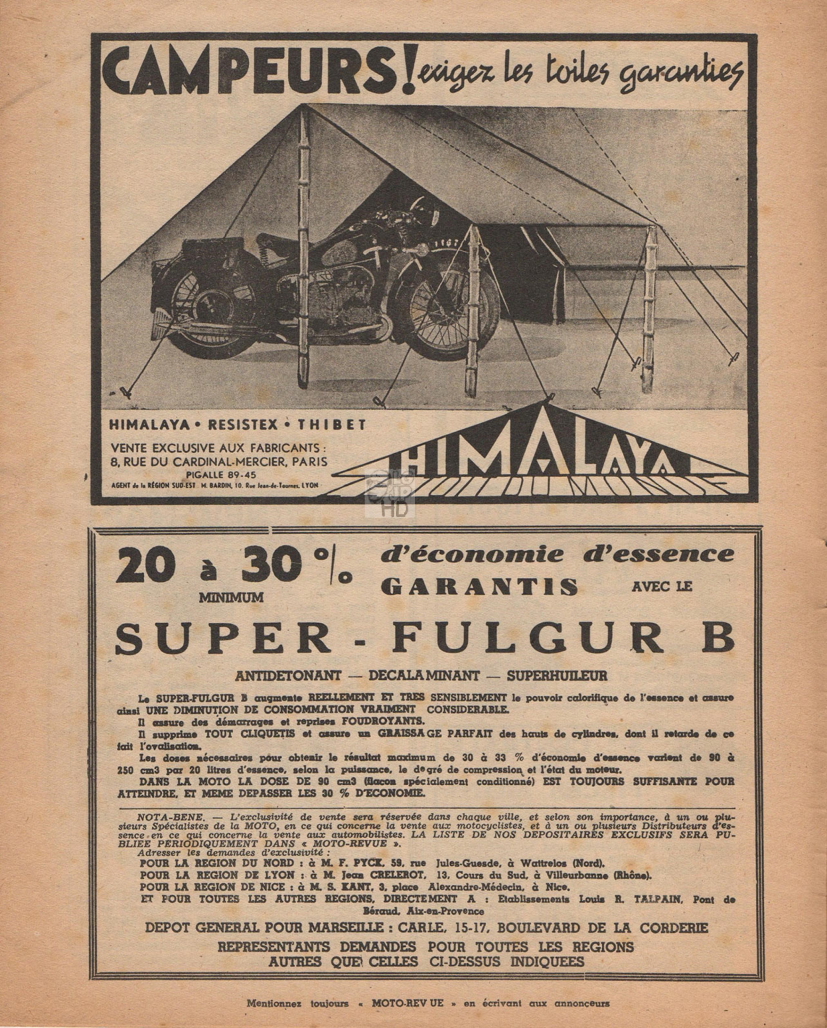 CAMPEURS! exigez les toiles garanties
HIMALAYA • RESISTEX • THIBET
VENTE EXCLUSIVE AUX FABRICANTS :
8, RUE DU CARDINAL-MERCIER, PARIS
PIGALLE 89-45
AGENT de la RÉGION SUD-EST M. BARDIN, 10, Rue Jean-de-Tournes, LYON
HIMALAYA
TOIT DU MONDE
HD
20 à 30 %
MINIMUM
d'économie d'essence
GARANTIS AVEC LE
SUPER - FULGUR B
ANTIDETONANT — DECALAMINANT — SUPERHUILEUR
Le SUPER-FULGUR B augmente REELLEMENT ET TRES SENSIBLEMENT le pouvoir calorifique de l'essence et assure
ainsi UNE DIMINUTION DE CONSOMMATION VRAIMENT CONSIDERABLE.
Il assure des démarrages et reprises FOUDROYANTS.
Il supprime TOUT CLIQUETIS et assure un GRAISSAGE PARFAIT des hauts de cylindres, dont il retarde de ce
fait l'ovalisation.
Les doses nécessaires pour obtenir le résultat maximum de 30 à 33 % d'économie d'essence varient de 90 à
250 cm3 par 20 litres d'essence, selon la puissance, le degré de compression et l'état du moteur.
DANS LA MOTO LA DOSE DE 90 cm3 (flacon spécialement conditionné) EST TOUJOURS SUFFISANTE POUR
ATTEINDRE, ET MEME DEPASSER LES 30 % D'ECONOMIE.
NOTA-BENE. — L'exclusivité de vente sera réservée dans chaque ville, et selon son importance, à un ou plu-
sieurs Spécialistes de la MOTO, en ce qui concerne la vente aux motocyclistes, et à un ou plusieurs Distributeurs d'es-
sence en ce qui concerne la vente aux automobilistes. LA LISTE DE NOS DEPOSITAIRES EXCLUSIFS SERA PU-
BLIEE PERIODIQUEMENT DANS « MOTO-REVUE ».
Adresser les demandes d'exclusivité :
POUR LA REGION DU NORD : à M. F. PYCK, 59, rue Jules-Guesde, à Wattrelos (Nord).
POUR LA REGION DE LYON : à M. Jean CRELEROT, 13, Cours du Sud, à Villeurbanne (Rhône).
POUR LA REGION DE NICE : à M. S. KANT, 3, place Alexandre-Médecin, à Nice.
ET POUR TOUTES LES AUTRES REGIONS, DIRECTEMENT A : Etablissements Louis R. TALPAIN, Pont de
Béraud, Aix-en-Provence
DEPOT GENERAL POUR MARSEILLE : CARLE, 15-17, BOULEVARD DE LA CORDERIE
REPRESENTANTS DEMANDES POUR TOUTES LES REGIONS
AUTRES QUE CELLES CI-DESSUS INDIQUEES
Mentionnez toujours « MOTO-REVUE » en écrivant aux annonceurs